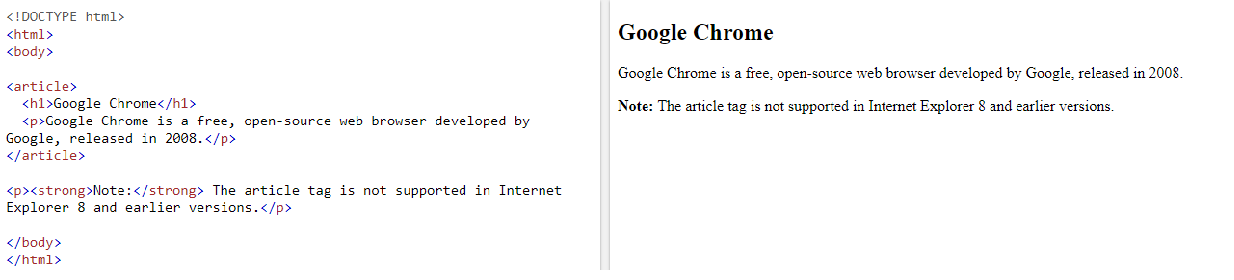 <!DOCTYPE html>
<html>
<body>
<article>
<h1>Google Chrome</h1>
<p>Google Chrome is a free, open-source web browser developed by
Google, released in 2008.</p>
</article>
<p><strong>Note:</strong> The article tag is not supported in Internet
Explorer 8 and earlier versions.</p>
</body>
</html>
Google Chrome
Google Chrome is a free, open-source web browser developed by Google, released in 2008.
Note: The article tag is not supported in Internet Explorer 8 and earlier versions.